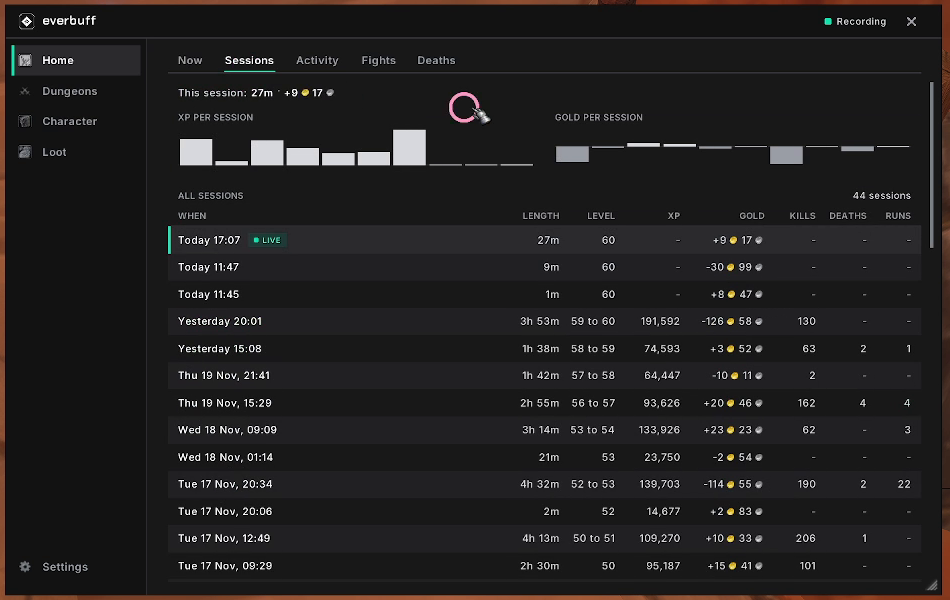 everbuff
Recording
Home
Dungeons
Character
Loot
Settings
Now Sessions Activity Fights Deaths
This session: 27m · +9 17
XP PER SESSION
GOLD PER SESSION
ALL SESSIONS
44 sessions
WHEN LENGTH LEVEL XP GOLD KILLS DEATHS RUNS
Today 17:07 LIVE 27m 60 - +9 17 - - -
Today 11:47 9m 60 - -30 99 - - -
Today 11:45 1m 60 - +8 47 - - -
Yesterday 20:01 3h 53m 59 to 60 191,592 -126 58 130 - -
Yesterday 15:08 1h 38m 58 to 59 74,593 +3 52 63 2 1
Thu 19 Nov, 21:41 1h 42m 57 to 58 64,447 -10 11 2 - -
Thu 19 Nov, 15:29 2h 55m 56 to 57 93,626 +20 46 162 4 4
Wed 18 Nov, 09:09 3h 14m 53 to 54 133,926 +23 23 62 - 3
Wed 18 Nov, 01:14 21m 53 23,750 -2 54 - - -
Tue 17 Nov, 20:34 4h 32m 52 to 53 139,703 -114 55 190 2 22
Tue 17 Nov, 20:06 2m 52 14,677 +2 83 - - -
Tue 17 Nov, 12:49 4h 13m 50 to 51 109,270 +10 33 206 1 -
Tue 17 Nov, 09:29 2h 30m 50 95,187 +15 41 101 - -